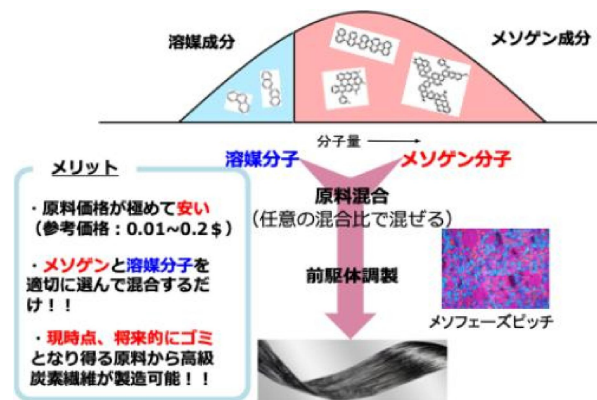 溶媒成分
メソゲン成分
分子量
溶媒分子
メソゲン分子
原料混合
(任意の混合比で混ぜる)
前駆体調製
メソフェーズピッチ
メリット
・原料価格が極めて安い
(参考価格：0.01~0.2＄)
・メソゲンと溶媒分子を
適切に選んで混合するだ
け！！
・現時点、将来的にゴミ
となり得る原料から高級
炭素繊維が製造可能！！